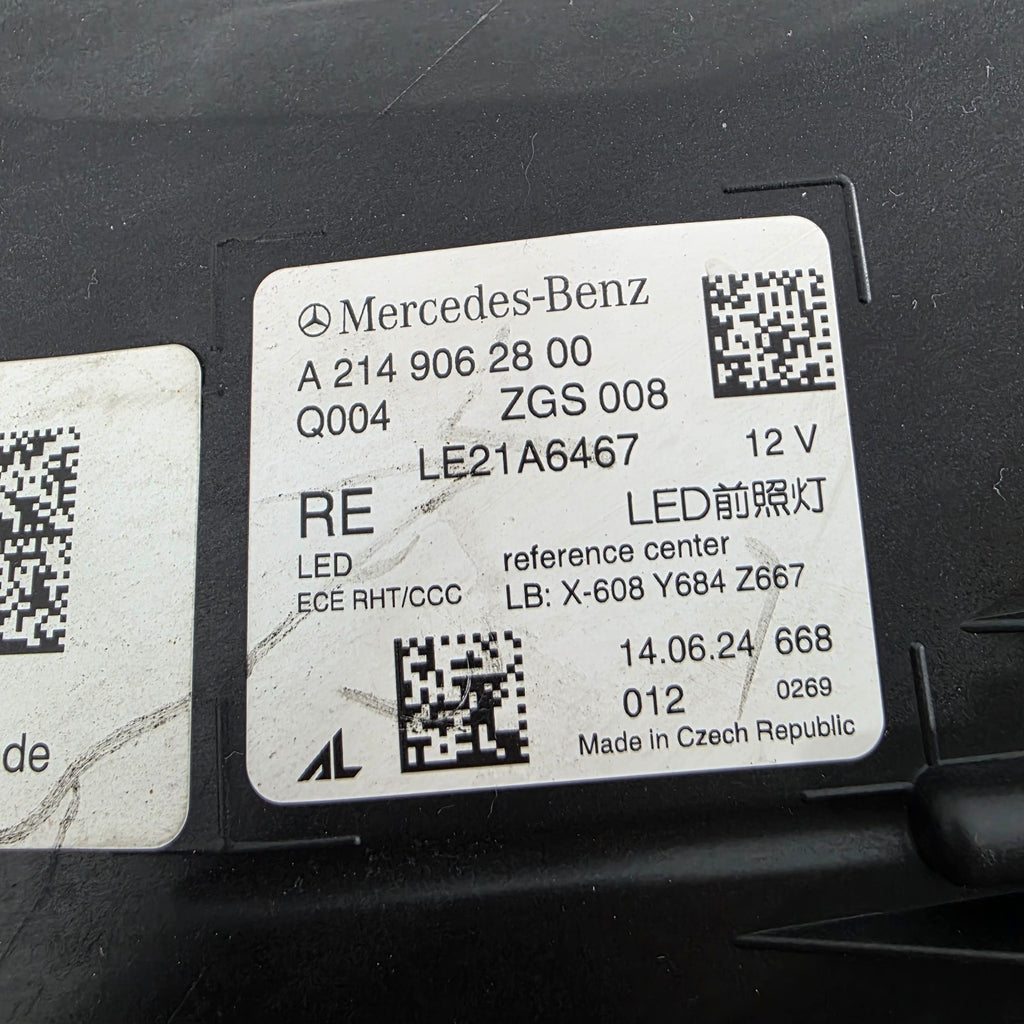 Mercedes-Benz
A 214 906 28 00
Q004 ZGS 008
LE21A6467 12 V
RE LED前照灯
LED reference center
ECE RHT/CCC LB: X-608 Y684 Z667
14.06.24 668
012 0269
AL Made in Czech Republic
de